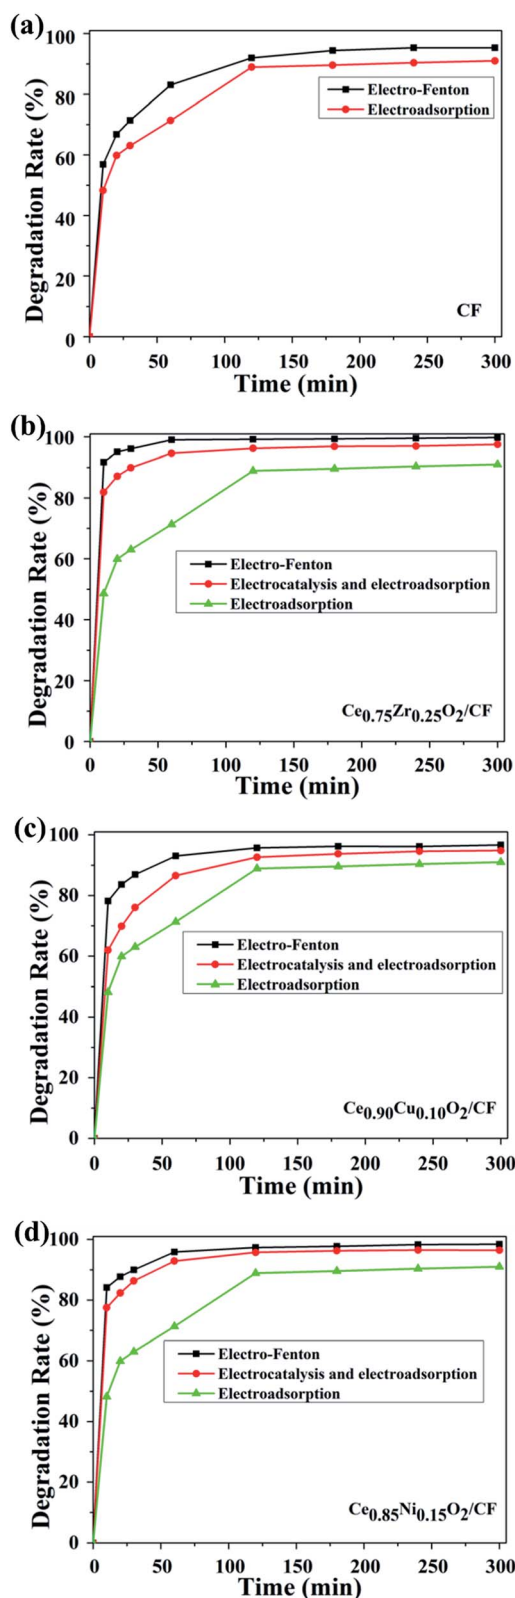 (a)
100
80
60
40
20
0
Degradation Rate (%)
Electro-Fenton
Electroadsorption
CF
0 50 100 150 200 250 300
Time (min)
(b)
100
80
60
40
20
0
Degradation Rate (%)
Electro-Fenton
Electrocatalysis and electroadsorption
Electroadsorption
Ce0.75Zr0.25O2/CF
0 50 100 150 200 250 300
Time (min)
(c)
100
80
60
40
20
0
Degradation Rate (%)
Electro-Fenton
Electrocatalysis and electroadsorption
Electroadsorption
Ce0.90Cu0.10O2/CF
0 50 100 150 200 250 300
Time (min)
(d)
100
80
60
40
20
0
Degradation Rate (%)
Electro-Fenton
Electrocatalysis and electroadsorption
Electroadsorption
Ce0.85Ni0.15O2/CF
0 50 100 150 200 250 300
Time (min)